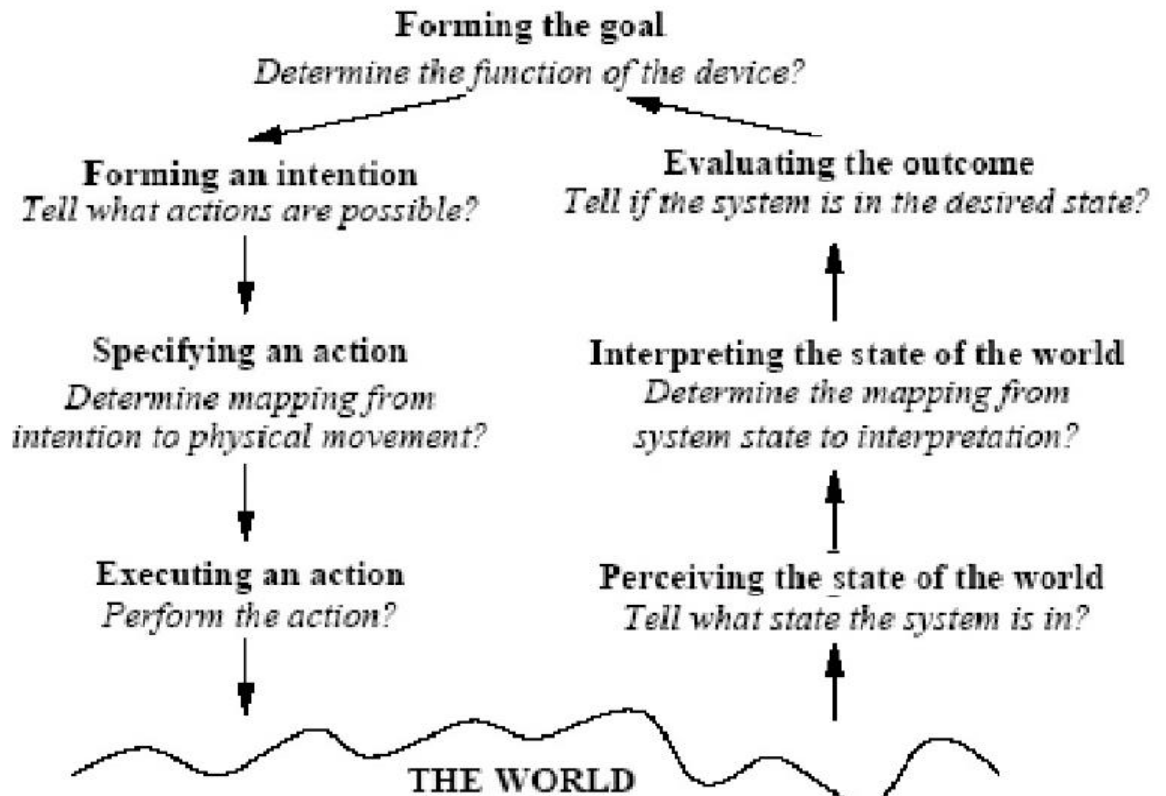 Forming the goal
Determine the function of the device?
Forming an intention
Tell what actions are possible?
Evaluating the outcome
Tell if the system is in the desired state?
Specifying an action
Determine mapping from
intention to physical movement?
Interpreting the state of the world
Determine the mapping from
system state to interpretation?
Executing an action
Perform the action?
Perceiving the state of the world
Tell what state the system is in?
THE WORLD